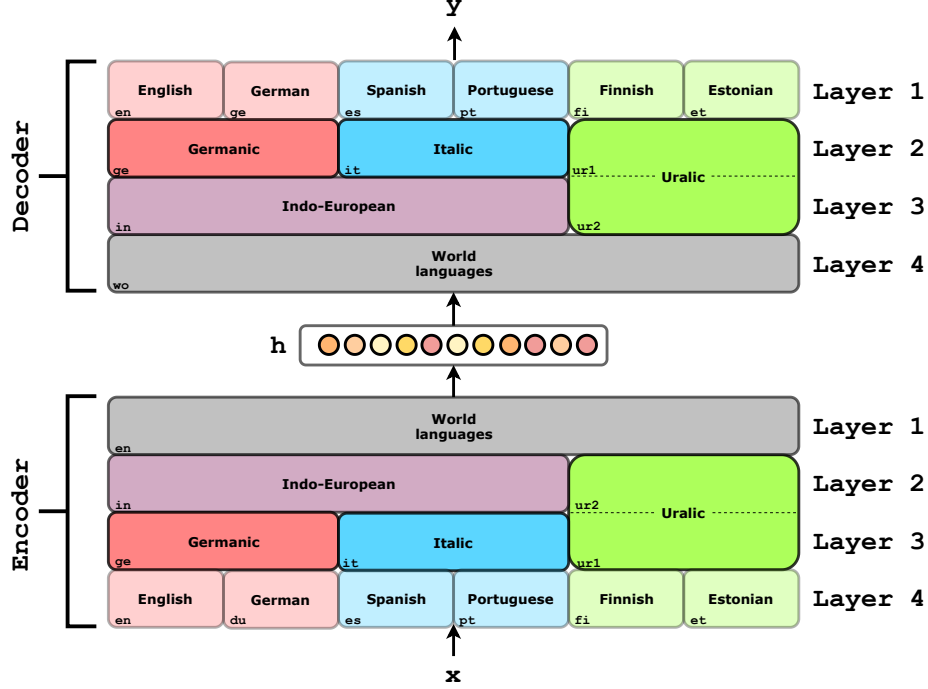 y
English German Spanish Portuguese Finnish Estonian Layer 1
en ge es pt fi et
Germanic Italic Layer 2
ge it ur1
Uralic
Indo-European Layer 3
in ur2
World
languages
Layer 4
wo
Decoder
h
World
languages
Layer 1
en
Indo-European Layer 2
in ur2
Uralic
Germanic Italic Layer 3
ge it ur1
English German Spanish Portuguese Finnish Estonian Layer 4
en du es pt fi et
Encoder
x